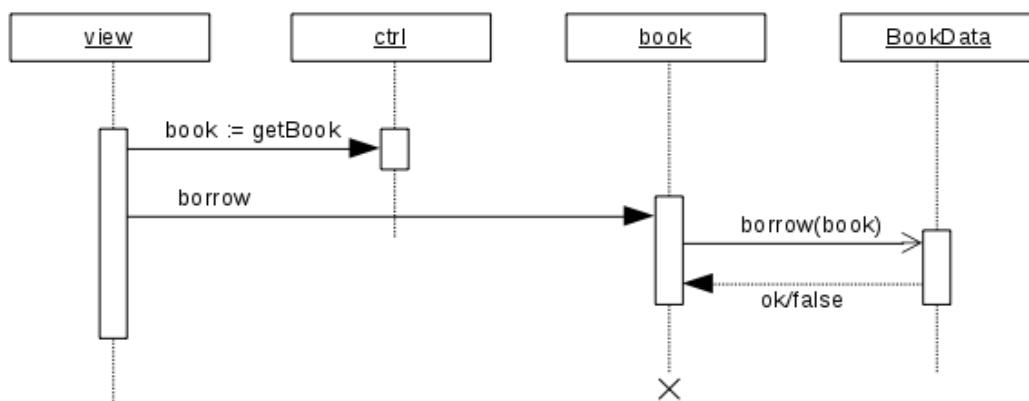 view
ctrl
book
BookData
book := getBook
borrow
borrow(book)
ok/false